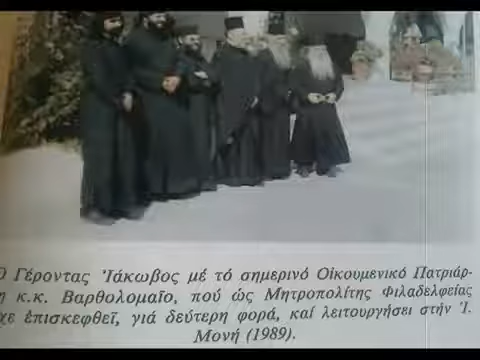 Ὁ Γέροντας Ἰάκωβος μέ τό σημερινό Οἰκουμενικό Πατριάρ-
η κ.κ. Βαρθολομαῖο, πού ὡς Μητροπολίτης Φιλαδελφείας
χε ἐπισκεφθεῖ, γιά δεύτερη φορά, καί λειτουργήσει στήν Ἱ.
Μονή (1989).